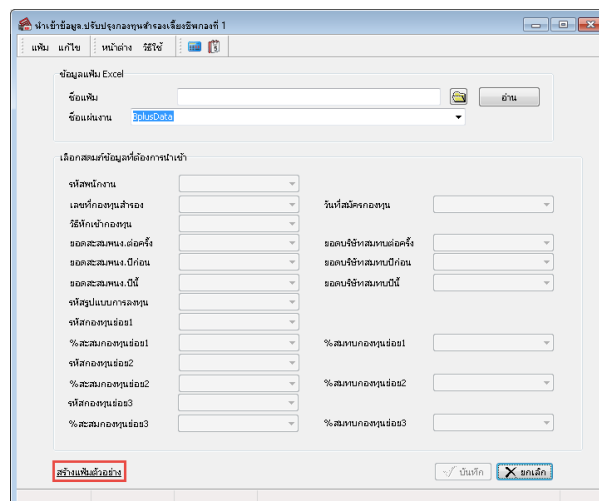 นำเข้าข้อมูล.ปรับปรุงกองทุนสำรองเลี้ยงชีพกองที่ 1
แฟ้ม แก้ไข หน้าต่าง วิธีใช้
ข้อมูลแฟ้ม Excel
ชื่อแฟ้ม อ่าน
ชื่อแผ่นงาน BplusData
เลือกสดมภ์ข้อมูลที่ต้องการนำเข้า
รหัสพนักงาน
เลขที่กองทุนสำรอง วันที่สมัครกองทุน
วิธีหักเข้ากองทุน
ยอดสะสมพนง.ต่อครั้ง ยอดบริษัทสมทบต่อครั้ง
ยอดสะสมพนง.ปีก่อน ยอดบริษัทสมทบปีก่อน
ยอดสะสมพนง.ปีนี้ ยอดบริษัทสมทบปีนี้
รหัสรูปแบบการลงทุน
รหัสกองทุนย่อย1
%สะสมกองทุนย่อย1 %สมทบกองทุนย่อย1
รหัสกองทุนย่อย2
%สะสมกองทุนย่อย2 %สมทบกองทุนย่อย2
รหัสกองทุนย่อย3
%สะสมกองทุนย่อย3 %สมทบกองทุนย่อย3
สร้างแฟ้มตัวอย่าง บันทึก ยกเลิก